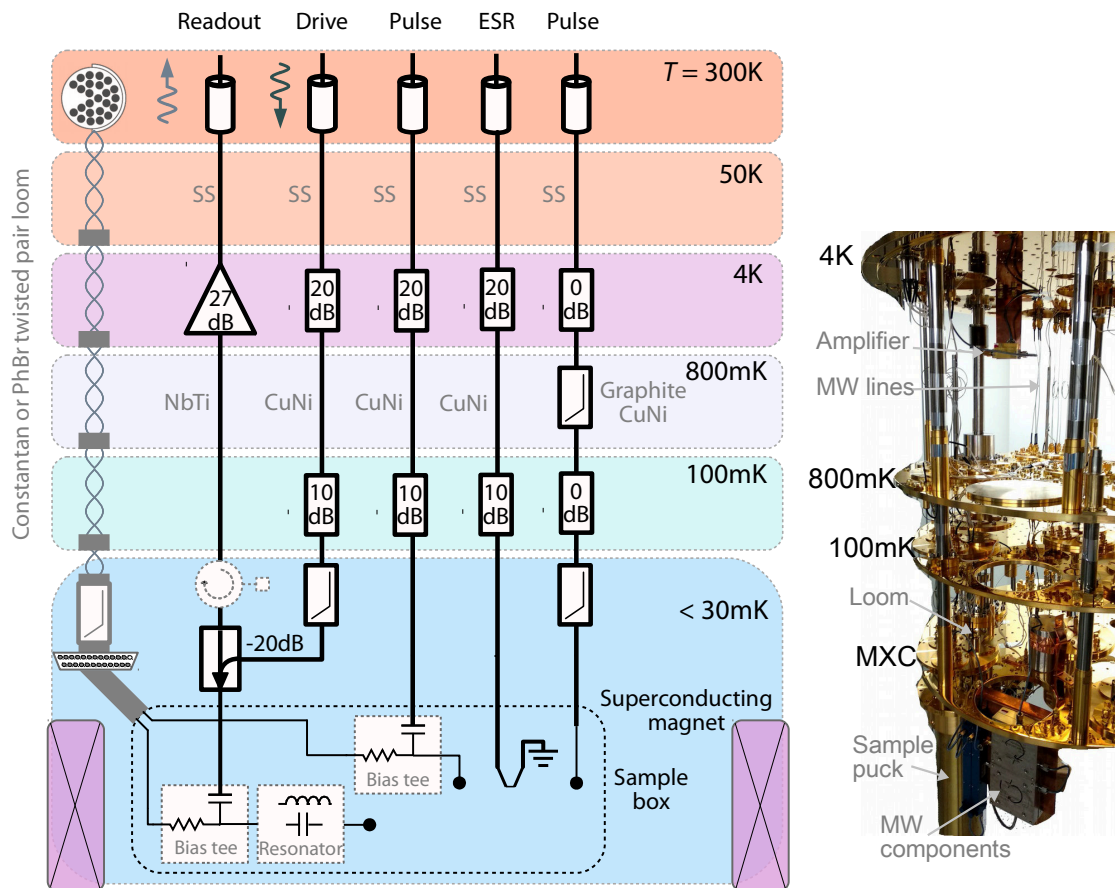 Readout Drive Pulse ESR Pulse
T = 300K
50K
SS SS SS SS SS
4K
27
dB
20
dB
20
dB
20
dB
0
dB
800mK
NbTi CuNi CuNi CuNi
Graphite
CuNi
100mK
10
dB
10
dB
10
dB
0
dB
< 30mK
-20dB
Superconducting
magnet
Sample
box
Bias tee
Bias tee
Resonator
Constantan or PhBr twisted pair loom
4K
Amplifier
MW lines
800mK
100mK
Loom
MXC
Sample
puck
MW
components